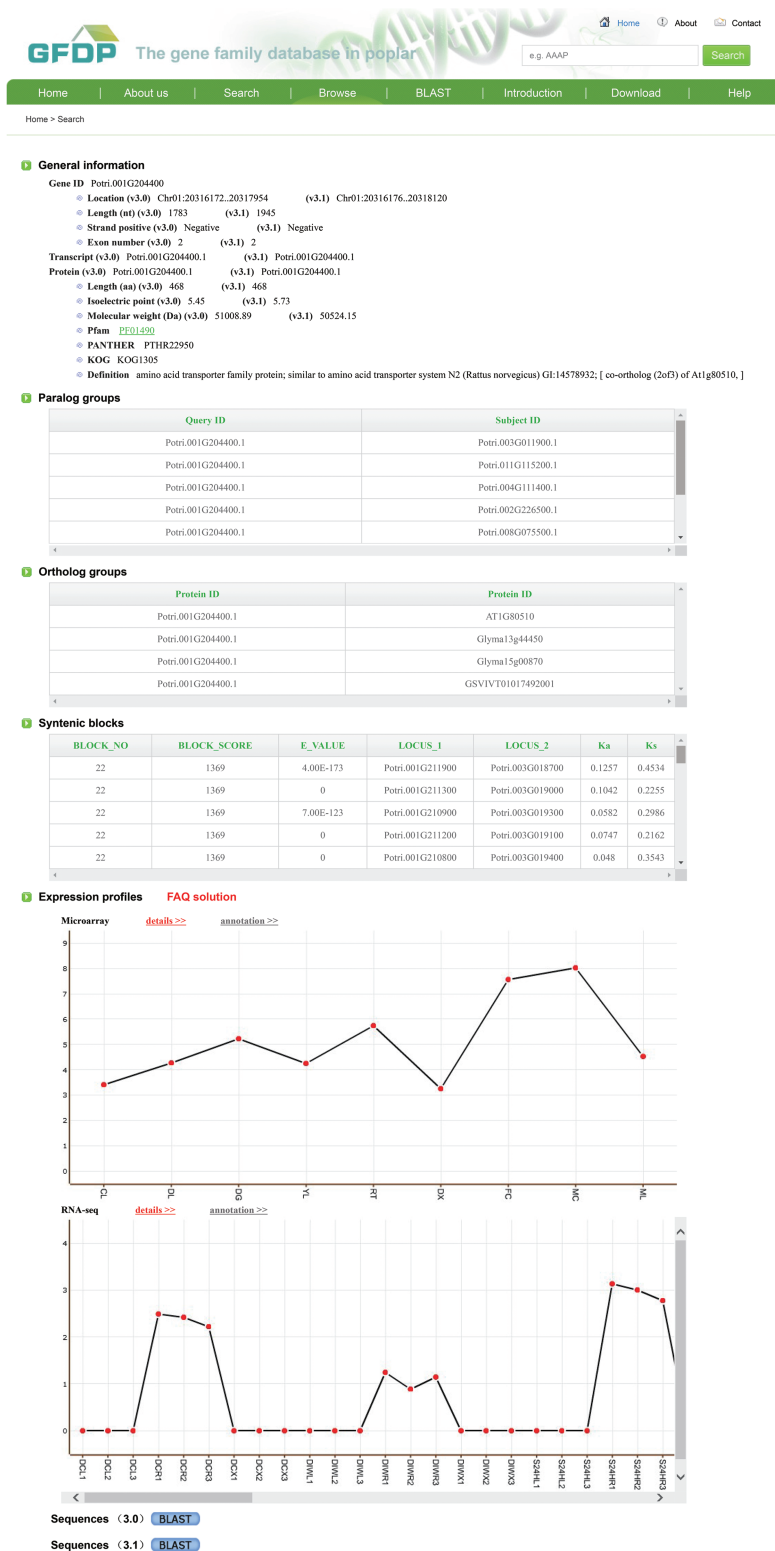 Home About Contact
GFDP The gene family database in poplar e.g. AAAP Search
Home | About us | Search | Browse | BLAST | Introduction | Download | Help
Home > Search
General information
Gene ID Potri.001G204400
Location (v3.0) Chr01:20316172..20317954 (v3.1) Chr01:20316176..20318120
Length (nt) (v3.0) 1783 (v3.1) 1945
Strand positive (v3.0) Negative (v3.1) Negative
Exon number (v3.0) 2 (v3.1) 2
Transcript (v3.0) Potri.001G204400.1 (v3.1) Potri.001G204400.1
Protein (v3.0) Potri.001G204400.1 (v3.1) Potri.001G204400.1
Length (aa) (v3.0) 468 (v3.1) 468
Isoelectric point (v3.0) 5.45 (v3.1) 5.73
Molecular weight (Da) (v3.0) 51008.89 (v3.1) 50524.15
Pfam PF01490
PANTHER PTHR22950
KOG KOG1305
Definition amino acid transporter family protein; similar to amino acid transporter system N2 (Rattus norvegicus) GI:14578932; [ co-ortholog (2of3) of At1g80510, ]
Paralog groups
Query ID Subject ID
Potri.001G204400.1 Potri.003G011900.1
Potri.001G204400.1 Potri.011G115200.1
Potri.001G204400.1 Potri.004G111400.1
Potri.001G204400.1 Potri.002G226500.1
Potri.001G204400.1 Potri.008G075500.1
Ortholog groups
Protein ID Protein ID
Potri.001G204400.1 AT1G80510
Potri.001G204400.1 Glyma13g44450
Potri.001G204400.1 Glyma15g00870
Potri.001G204400.1 GSVIVT01017492001
Syntenic blocks
BLOCK_NO BLOCK_SCORE E_VALUE LOCUS_1 LOCUS_2 Ka Ks
22 1369 4.00E-173 Potri.001G211900 Potri.003G018700 0.1257 0.4534
22 1369 0 Potri.001G211300 Potri.003G019000 0.1042 0.2255
22 1369 7.00E-123 Potri.001G210900 Potri.003G019300 0.0582 0.2986
22 1369 0 Potri.001G211200 Potri.003G019100 0.0747 0.2162
22 1369 0 Potri.001G210800 Potri.003G019400 0.048 0.3543
Expression profiles FAQ solution
Microarray details >> annotation >>
9
8
7
6
5
4
3
2
1
0
CL DL DG YL RT DX FC MC ML
RNA-seq details >> annotation >>
4
3
2
1
0
DCL1 DCL2 DCL3 DCR1 DCR2 DCR3 DCX1 DCX2 DCX3 DIWL1 DIWL2 DIWL3 DIWR1 DIWR2 DIWR3 DIWX1 DIWX2 DIWX3 S24HL1 S24HL2 S24HL3 S24HR1 S24HR2 S24HR3
Sequences （3.0） BLAST
Sequences （3.1） BLAST